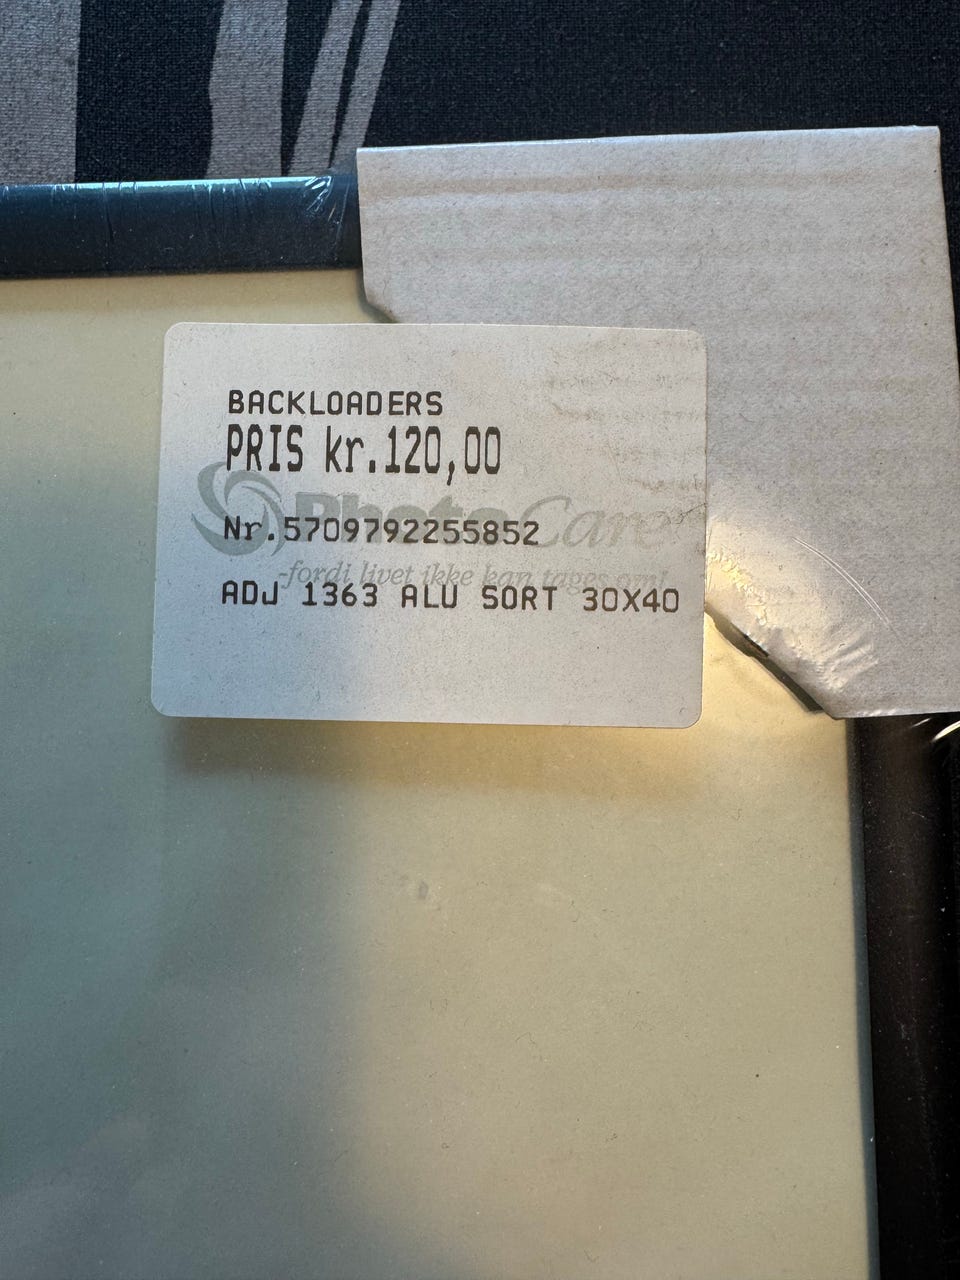 BACKLOADERS
PRIS kr.120,00
PhotoCare
Nr.5709792255852
-fordi livet ikke kan tages om!
ADJ 1363 ALU SORT 30X40